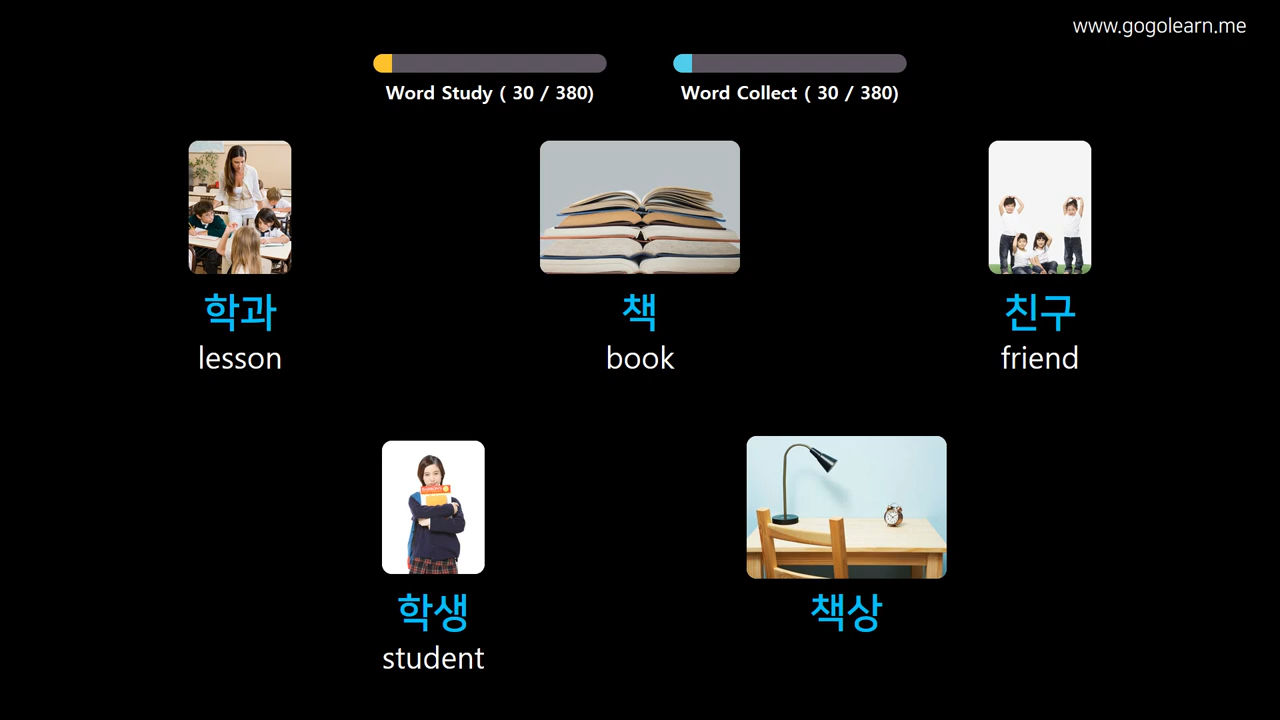 www.gogolearn.me
Word Study ( 30 / 380)
Word Collect ( 30 / 380)
학과
lesson
책
book
친구
friend
학생
student
책상